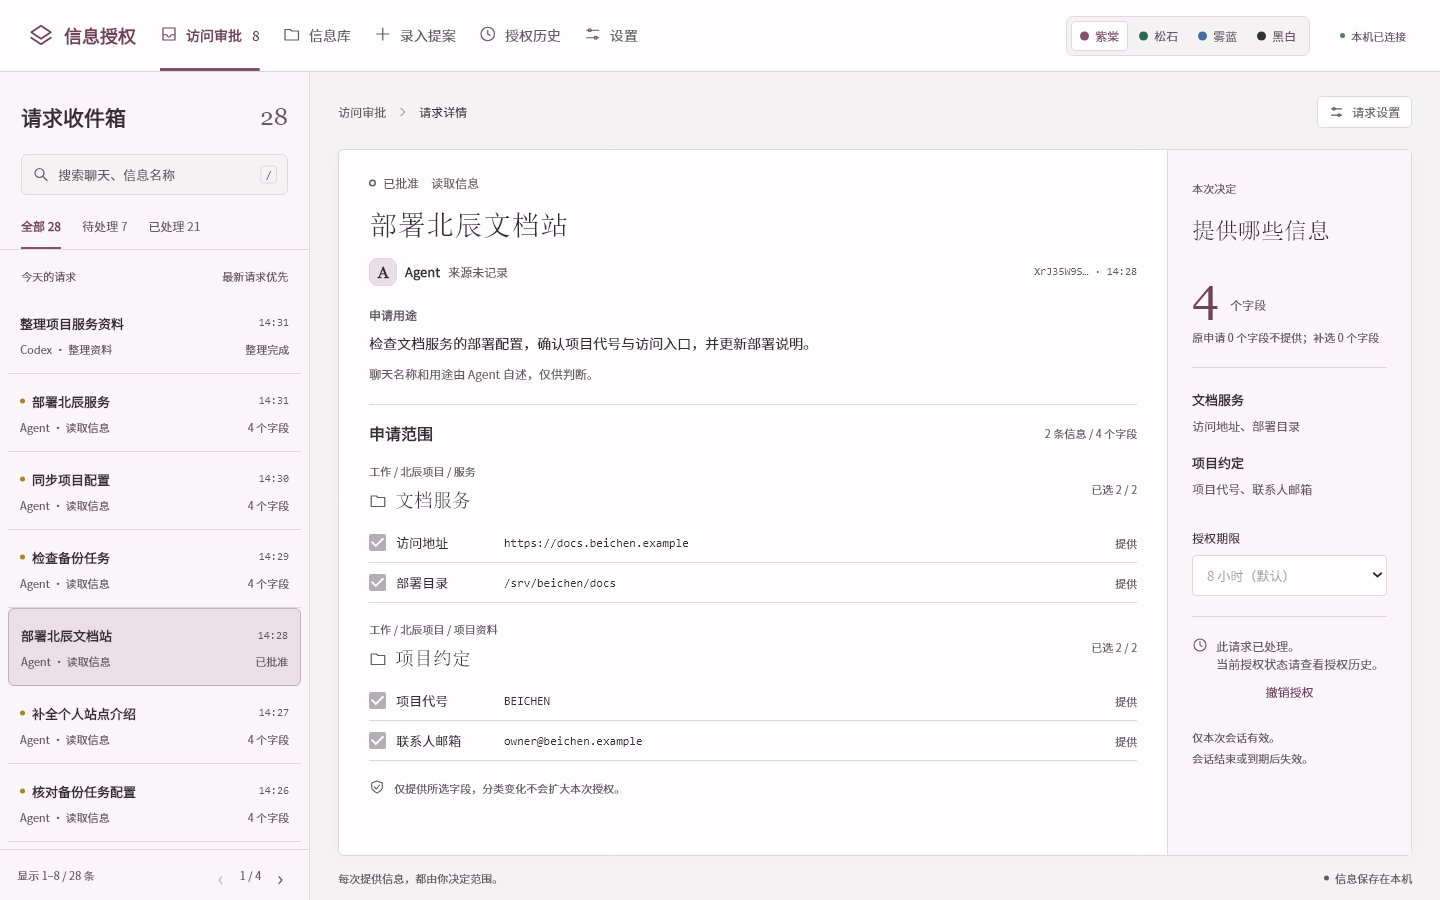 信息授权
访问审批 8
信息库
录入提案
授权历史
设置
紫棠
松石
雾蓝
黑白
本机已连接
请求收件箱 28
搜索聊天、信息名称 /
全部 28 待处理 7 已处理 21
今天的请求 最新请求优先
整理项目服务资料 14:31
Codex · 整理资料 整理完成
部署北辰服务 14:31
Agent · 读取信息 4 个字段
同步项目配置 14:30
Agent · 读取信息 4 个字段
检查备份任务 14:29
Agent · 读取信息 4 个字段
部署北辰文档站 14:28
Agent · 读取信息 已批准
补全个人站点介绍 14:27
Agent · 读取信息 4 个字段
核对备份任务配置 14:26
Agent · 读取信息 4 个字段
显示 1–8 / 28 条 ‹ 1 / 4 ›
访问审批 > 请求详情
请求设置
已批准 读取信息
部署北辰文档站
A Agent 来源未记录 XrJ35W9S… · 14:28
申请用途
检查文档服务的部署配置，确认项目代号与访问入口，并更新部署说明。
聊天名称和用途由 Agent 自述，仅供判断。
申请范围 2 条信息 / 4 个字段
工作 / 北辰项目 / 服务
文档服务 已选 2 / 2
访问地址 https://docs.beichen.example 提供
部署目录 /srv/beichen/docs 提供
工作 / 北辰项目 / 项目资料
项目约定 已选 2 / 2
项目代号 BEICHEN 提供
联系人邮箱 owner@beichen.example 提供
仅提供所选字段，分类变化不会扩大本次授权。
本次决定
提供哪些信息
4 个字段
原申请 0 个字段不提供；补选 0 个字段
文档服务
访问地址、部署目录
项目约定
项目代号、联系人邮箱
授权期限
8 小时（默认）
此请求已处理。
当前授权状态请查看授权历史。
撤销授权
仅本次会话有效。
会话结束或到期后失效。
每次提供信息，都由你决定范围。
信息保存在本机